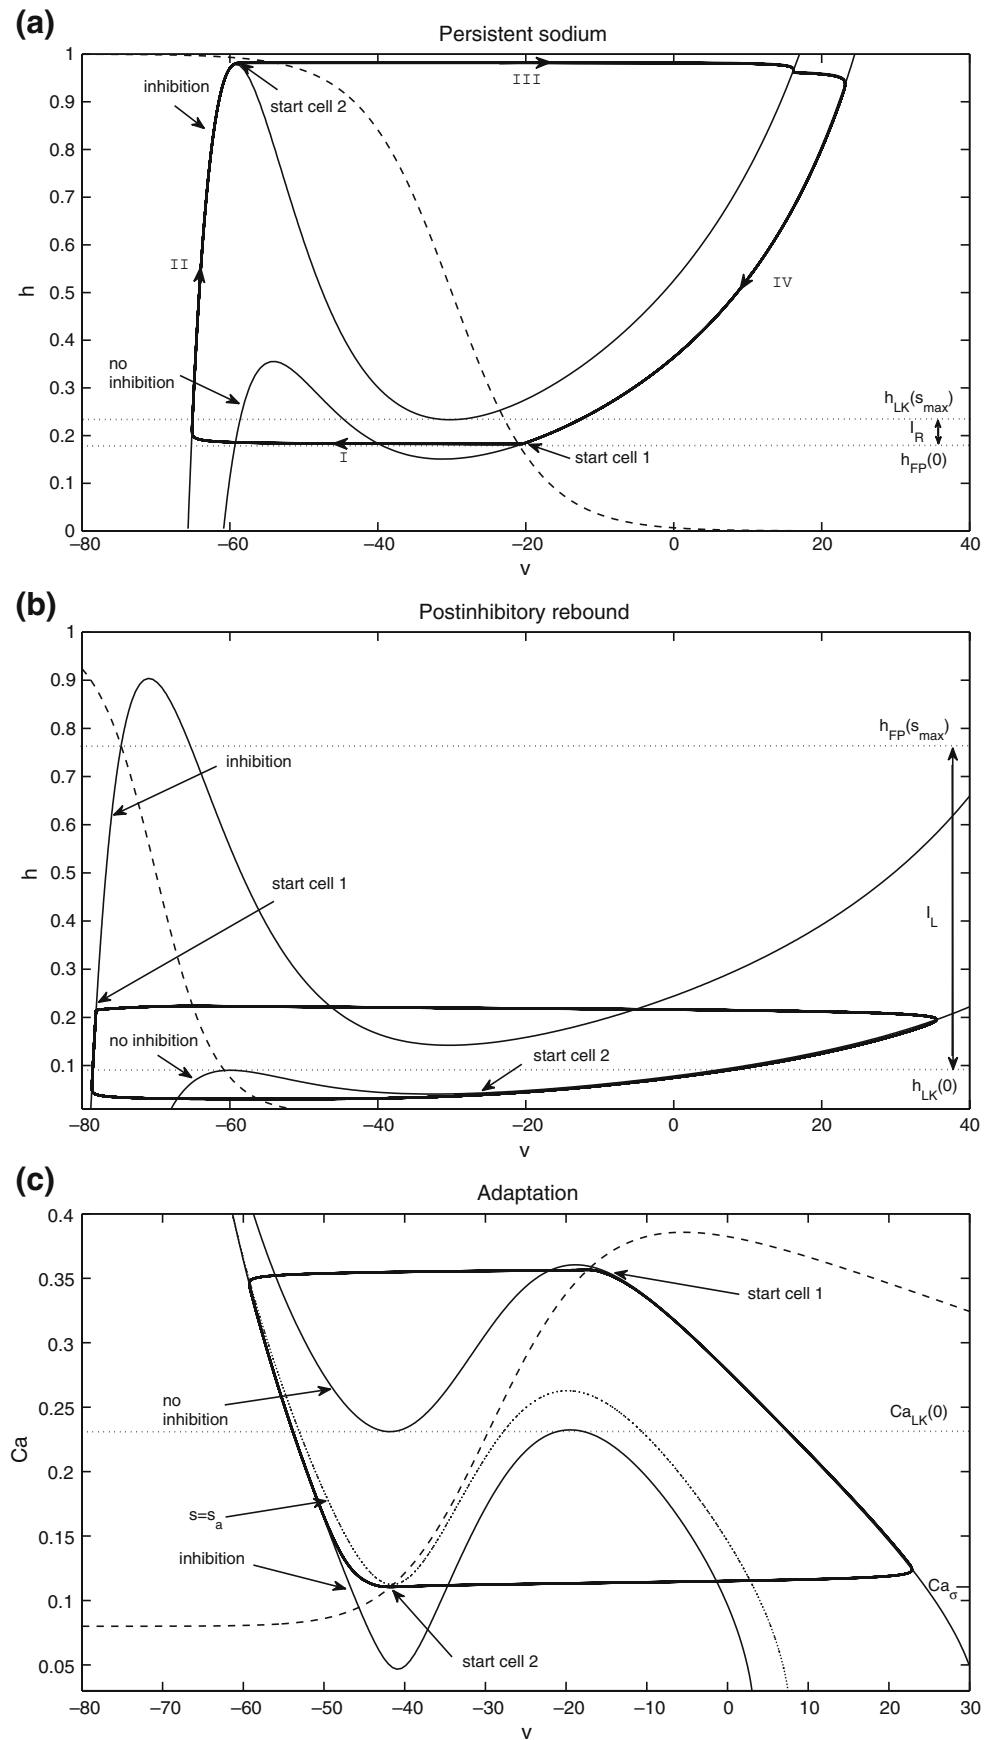 (a)
Persistent sodium
1
0.9
0.8
0.7
0.6
0.5
0.4
0.3
0.2
0.1
0
h
inhibition
start cell 2
III
II
IV
no
inhibition
h_LK(s_max)
I_R
h_FP(0)
I
start cell 1
−80
−60
−40
−20
0
20
40
v
(b)
Postinhibitory rebound
1
0.9
0.8
0.7
0.6
0.5
0.4
0.3
0.2
0.1
h
h_FP(s_max)
inhibition
start cell 1
I_L
no inhibition
start cell 2
h_LK(0)
−80
−60
−40
−20
0
20
40
v
(c)
Adaptation
0.4
0.35
0.3
0.25
0.2
0.15
0.1
0.05
Ca
start cell 1
no
inhibition
Ca_LK(0)
s=s_a
inhibition
Ca_σ
start cell 2
−80
−70
−60
−50
−40
−30
−20
−10
0
10
20
30
v